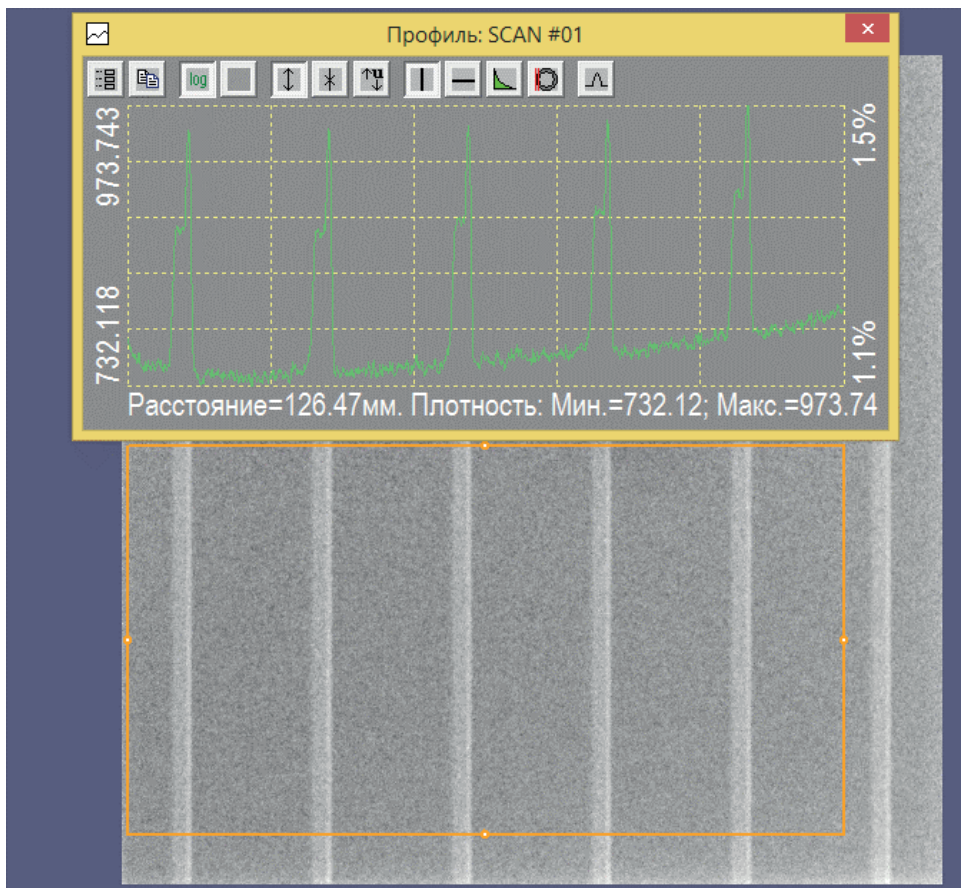 Профиль: SCAN #01
log
973.743
1.5%
732.118
1.1%
Расстояние=126.47мм. Плотность: Мин.=732.12; Макс.=973.74